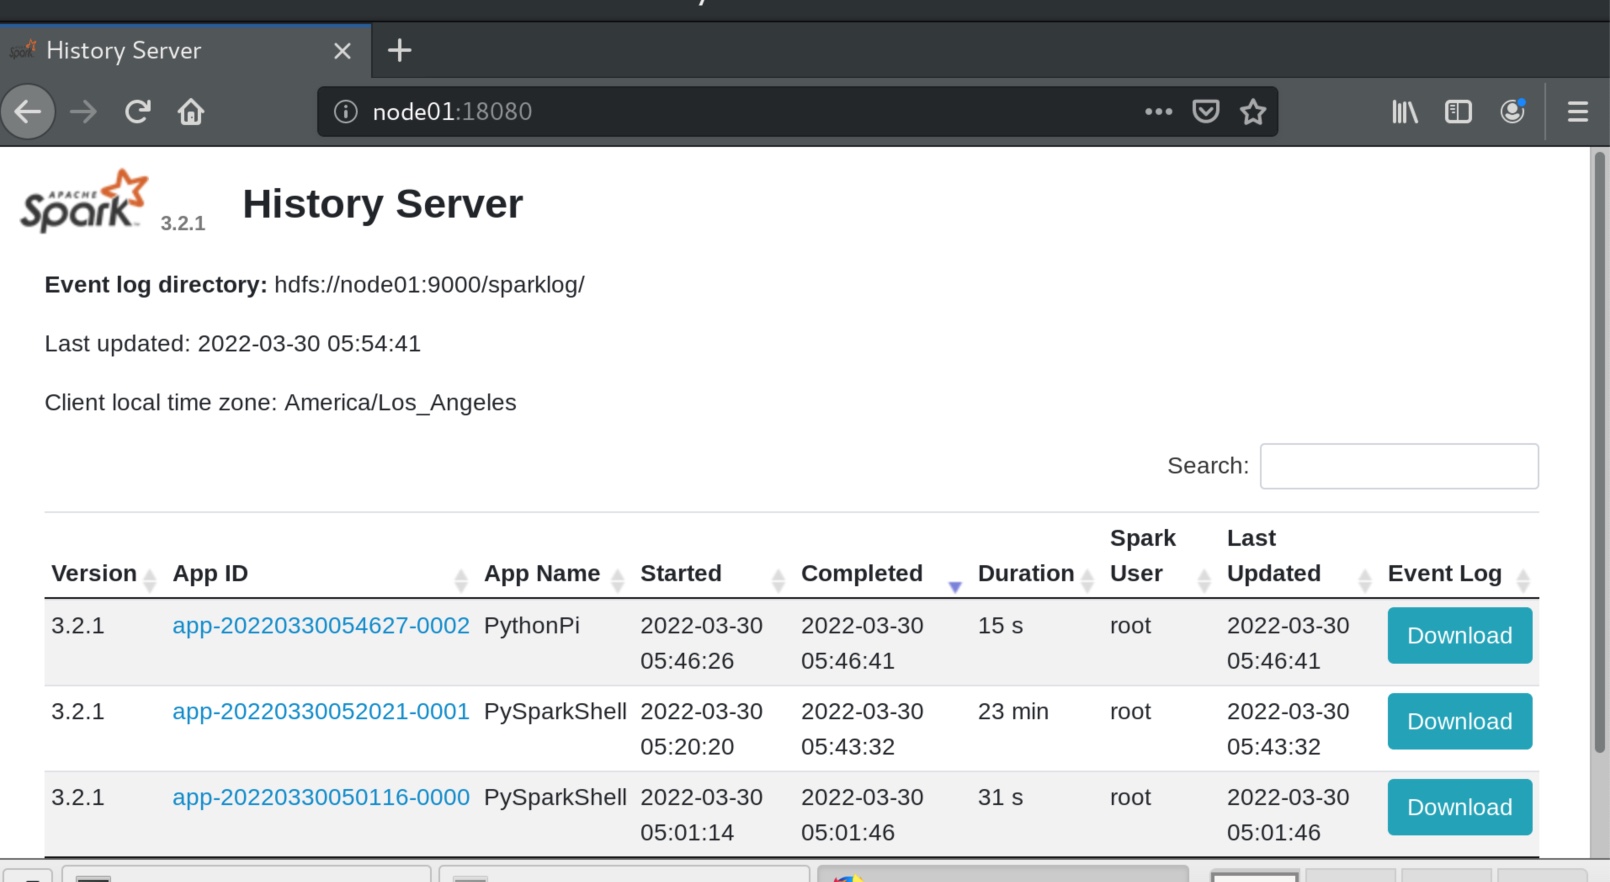 History Server
node01:18080
APACHE
Spark 3.2.1 History Server
Event log directory: hdfs://node01:9000/sparklog/
Last updated: 2022-03-30 05:54:41
Client local time zone: America/Los_Angeles
Search:
Version App ID App Name Started Completed Duration Spark User Last Updated Event Log
3.2.1 app-20220330054627-0002 PythonPi 2022-03-30 05:46:26 2022-03-30 05:46:41 15 s root 2022-03-30 05:46:41 Download
3.2.1 app-20220330052021-0001 PySparkShell 2022-03-30 05:20:20 2022-03-30 05:43:32 23 min root 2022-03-30 05:43:32 Download
3.2.1 app-20220330050116-0000 PySparkShell 2022-03-30 05:01:14 2022-03-30 05:01:46 31 s root 2022-03-30 05:01:46 Download